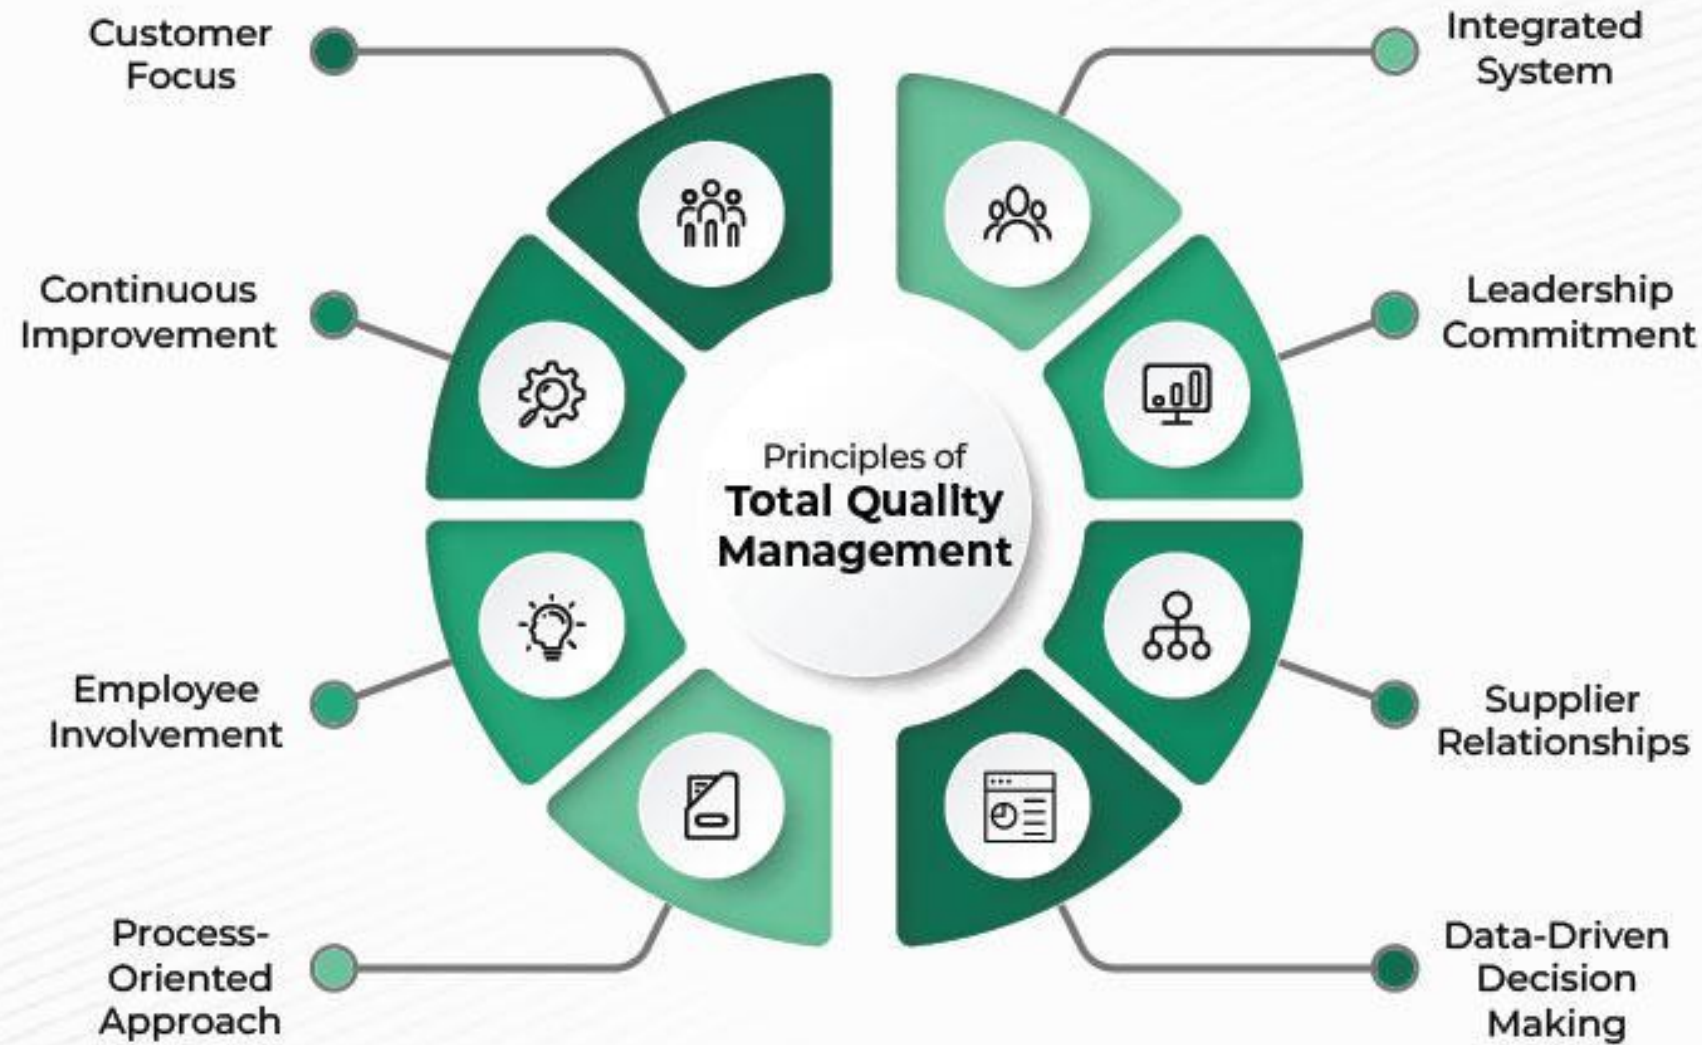 Customer
Focus
Continuous
Improvement
Employee
Involvement
Process-
Oriented
Approach
Principles of
Total Quality
Management
Integrated
System
Leadership
Commitment
Supplier
Relationships
Data-Driven
Decision
Making